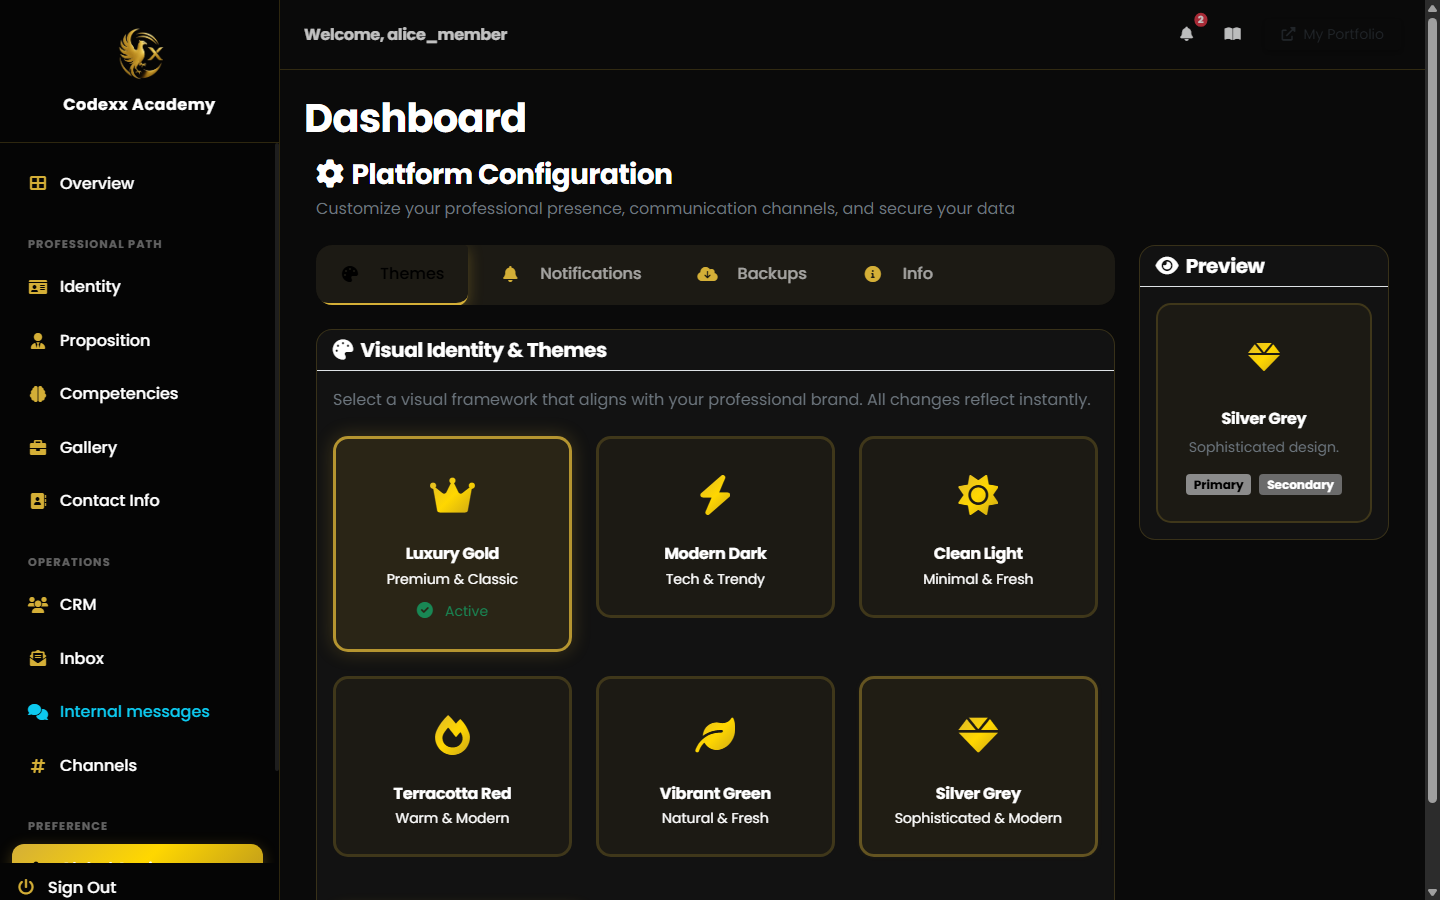 Codexx Academy
Overview
PROFESSIONAL PATH
Identity
Proposition
Competencies
Gallery
Contact Info
OPERATIONS
CRM
Inbox
Internal messages
Channels
PREFERENCE
Sign Out
Welcome, alice_member
2
My Portfolio
Dashboard
Platform Configuration
Customize your professional presence, communication channels, and secure your data
Themes
Notifications
Backups
Info
Visual Identity & Themes
Select a visual framework that aligns with your professional brand. All changes reflect instantly.
Luxury Gold
Premium & Classic
Active
Modern Dark
Tech & Trendy
Clean Light
Minimal & Fresh
Terracotta Red
Warm & Modern
Vibrant Green
Natural & Fresh
Silver Grey
Sophisticated & Modern
Preview
Silver Grey
Sophisticated design.
Primary
Secondary